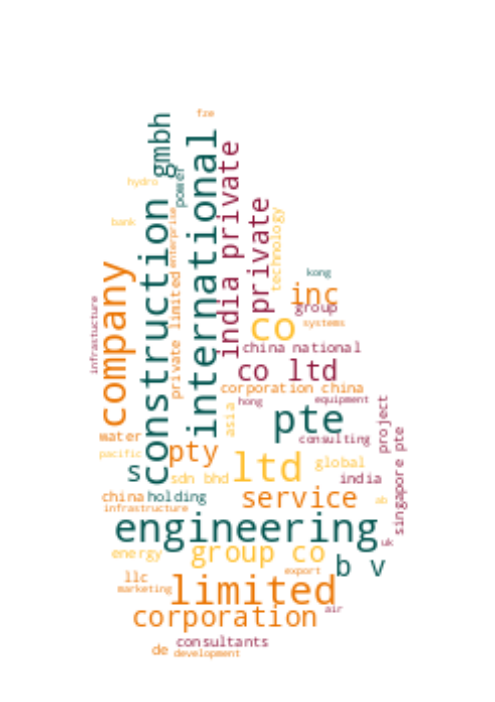 fze
gmbh
g
hydro
power
international
india private
bank
construction
enterprise
private
technology
company
infrastucture
private limited
kong
inc
group
co
systems
china national
co ltd
corporation china
hong
equipment
asia
pte
project
water
consulting
singapore pte
pacific
pty
s
sdn bhd
ltd
global
india
china
holding
service
ab
infrastructure
engineering
uk
energy
group co
b v
export
llc
marketing
limited
air
corporation
consultants
de
development